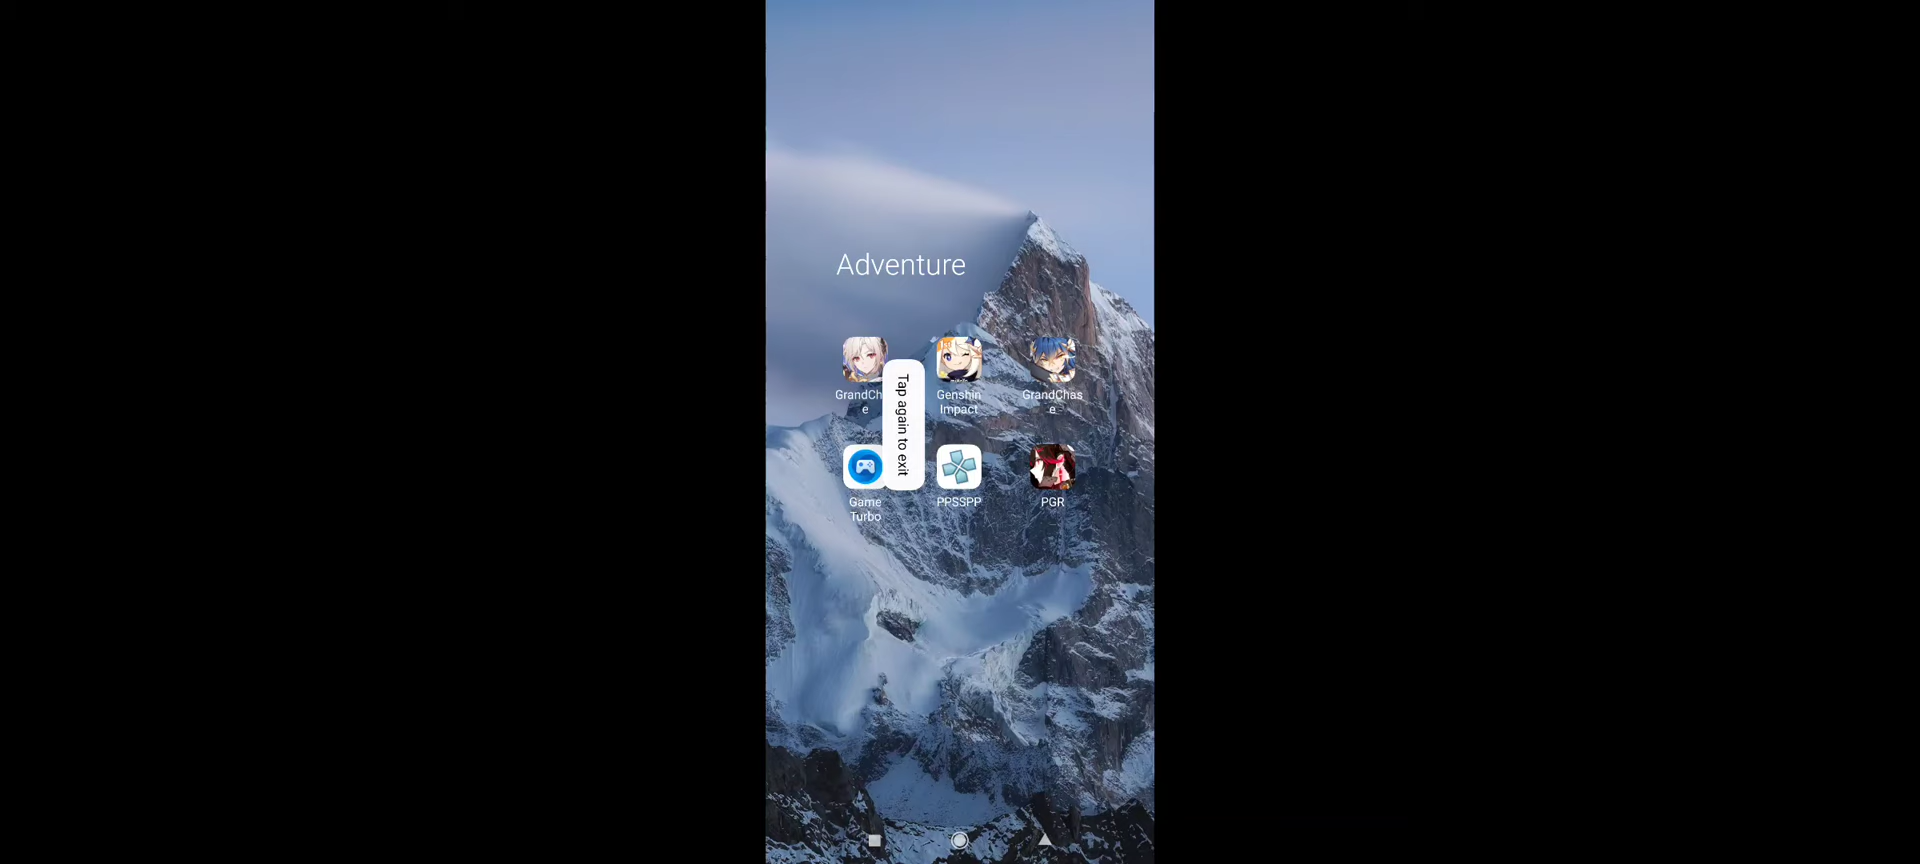 Adventure
GrandCh
e
Genshin
Impact
GrandChas
e
Tap again to exit
Game
Turbo
PPSSPP
PGR